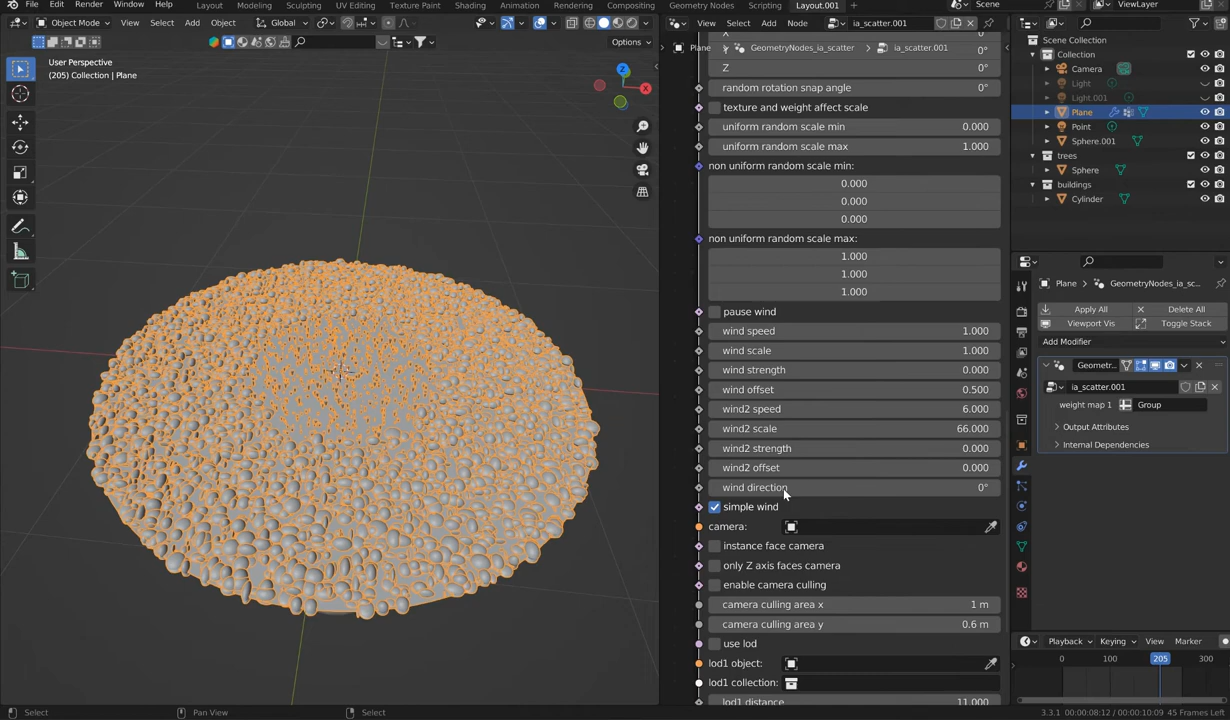 File Edit Render Window Help Layout Modeling Sculpting UV Editing Texture Paint Shading Animation Rendering Compositing Geometry Nodes Scripting Layout.001 Scene ViewLayer
Object Mode View Select Add Object Global
View Select Add Node ia_scatter.001
Options
User Perspective
(205) Collection | Plane
Z
X
Plane GeometryNodes_ia_scatter ia_scatter.001
X 0°
Y 0°
Z 0°
random rotation snap angle 0°
texture and weight affect scale
uniform random scale min 0.000
uniform random scale max 1.000
non uniform random scale min:
0.000
0.000
0.000
non uniform random scale max:
1.000
1.000
1.000
pause wind
wind speed 1.000
wind scale 1.000
wind strength 0.000
wind offset 0.500
wind2 speed 6.000
wind2 scale 66.000
wind2 strength 0.000
wind2 offset 0.000
wind direction 0°
simple wind
camera:
instance face camera
only Z axis faces camera
enable camera culling
camera culling area x 1 m
camera culling area y 0.6 m
use lod
lod1 object:
lod1 collection:
lod1 distance 11.000
Scene Collection
Collection
Camera
Light
Light.001
Plane
Point
Sphere.001
trees
Sphere
buildings
Cylinder
Plane GeometryNodes_ia_sc...
Apply All Delete All
Viewport Vis Toggle Stack
Add Modifier
Geometr...
ia_scatter.001
weight map 1 Group
Output Attributes
Internal Dependencies
Playback Keying View Marker
0 100 205 300
Select Pan View Select 3.3.1 00:00:08:12 / 00:00:10:09 45 Frames Left